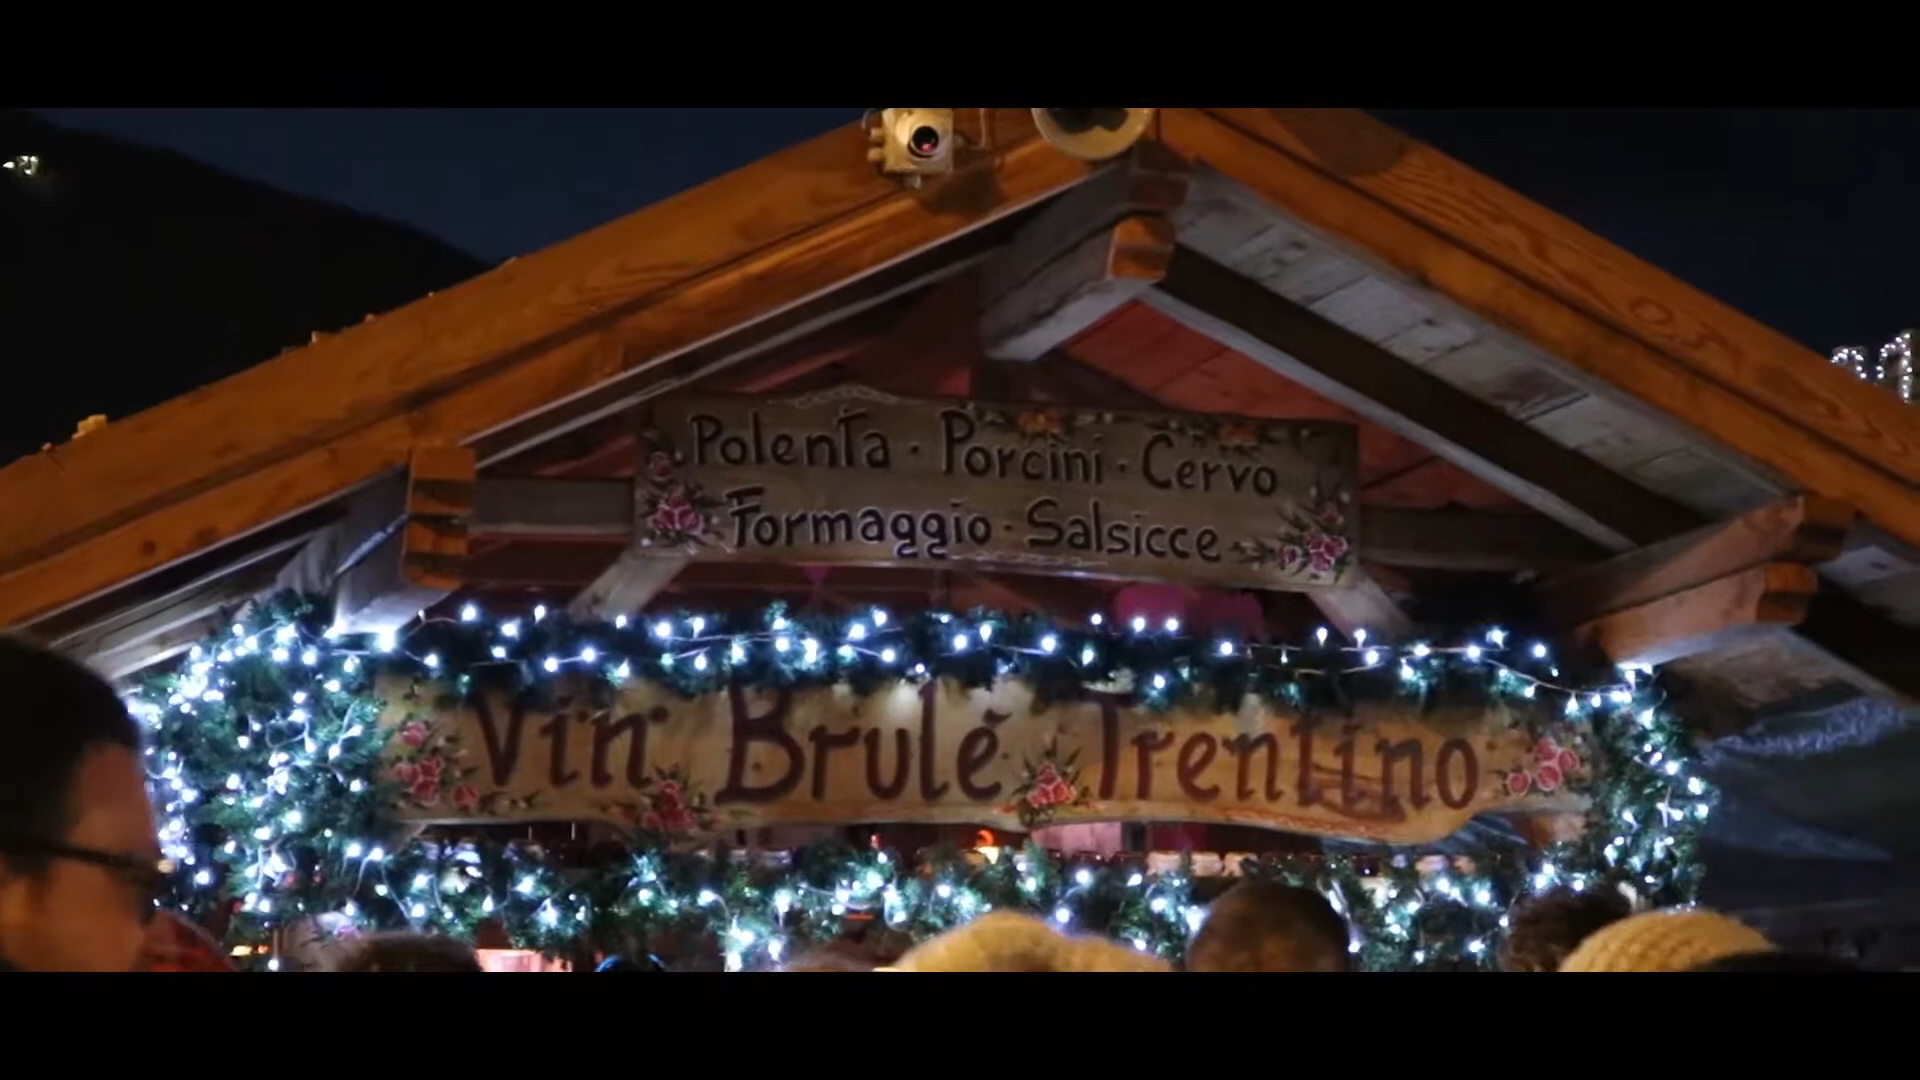 Polenta · Porcini · Cervo
Formaggio · Salsicce
Vin Brulé Trentino